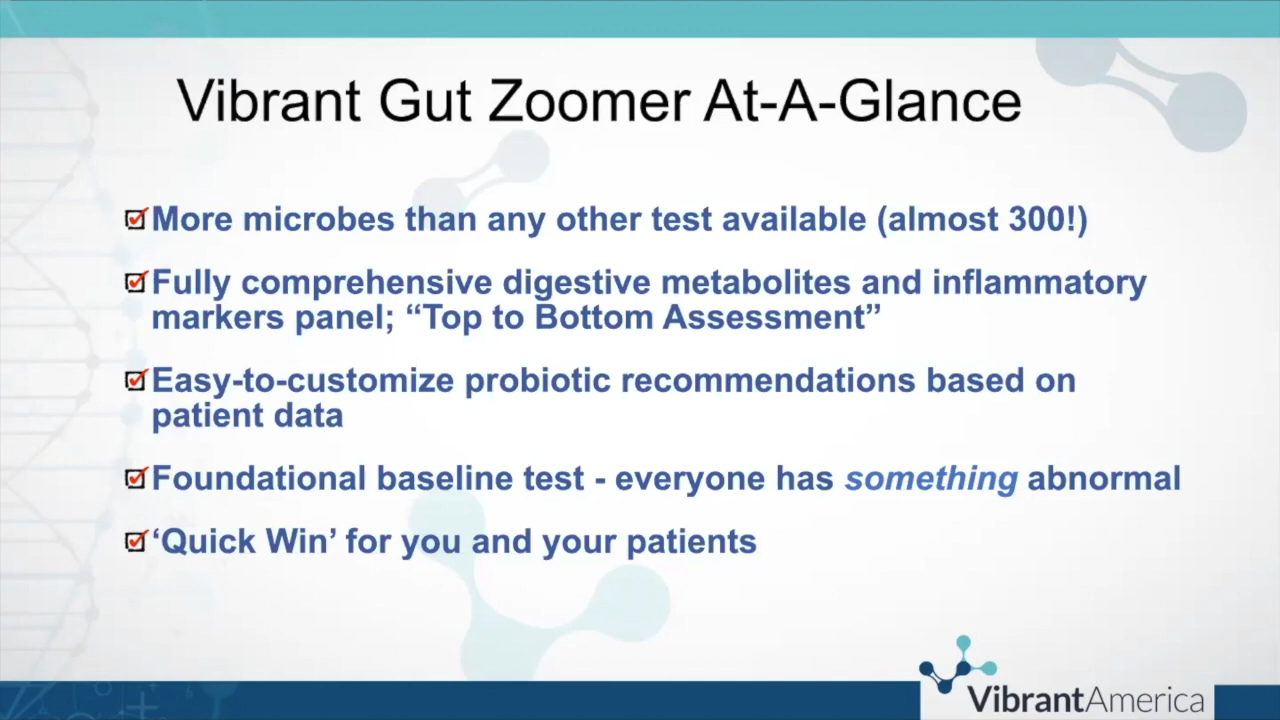 Vibrant Gut Zoomer At-A-Glance
More microbes than any other test available (almost 300!)
Fully comprehensive digestive metabolites and inflammatory
markers panel; “Top to Bottom Assessment”
Easy-to-customize probiotic recommendations based on
patient data
Foundational baseline test - everyone has something abnormal
‘Quick Win’ for you and your patients
VibrantAmerica